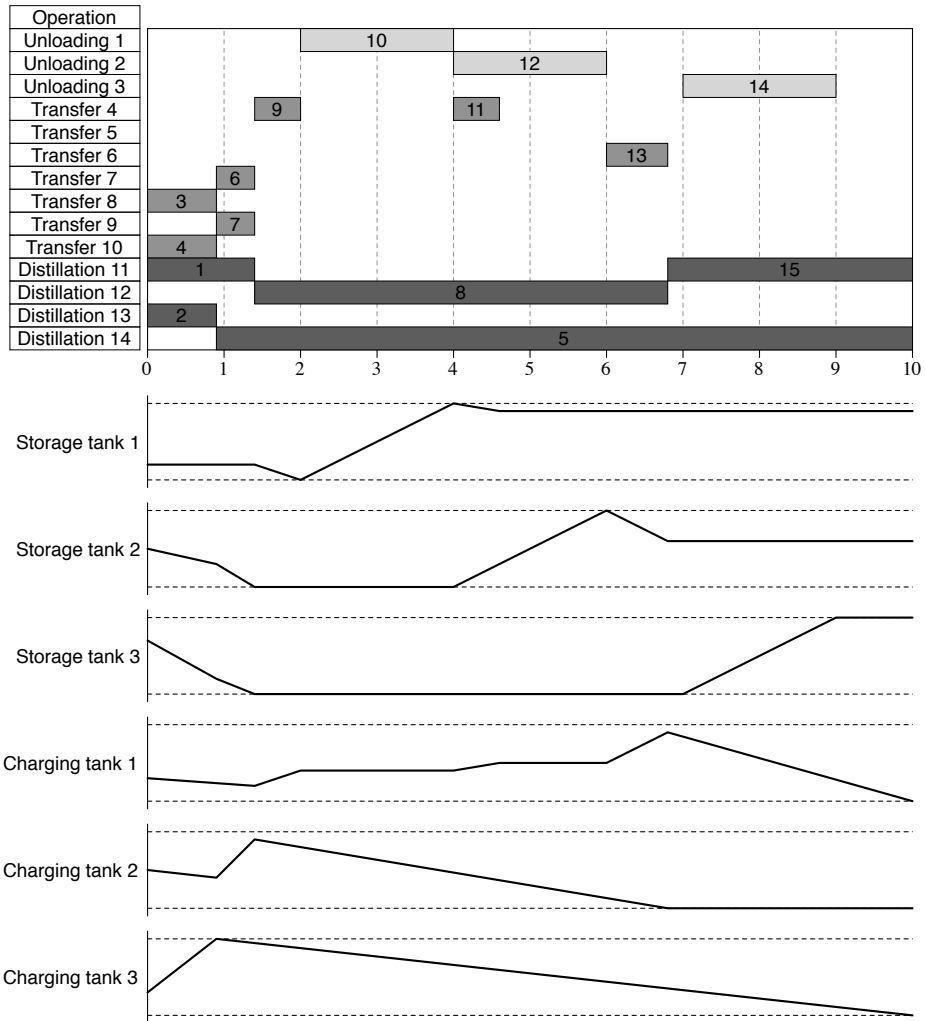 Operation
Unloading 1 10
Unloading 2 12
Unloading 3 14
Transfer 4 9 11
Transfer 5
Transfer 6 13
Transfer 7 6
Transfer 8 3
Transfer 9 7
Transfer 10 4
Distillation 11 1 15
Distillation 12 8
Distillation 13 2
Distillation 14 5
0 1 2 3 4 5 6 7 8 9 10
Storage tank 1
Storage tank 2
Storage tank 3
Charging tank 1
Charging tank 2
Charging tank 3